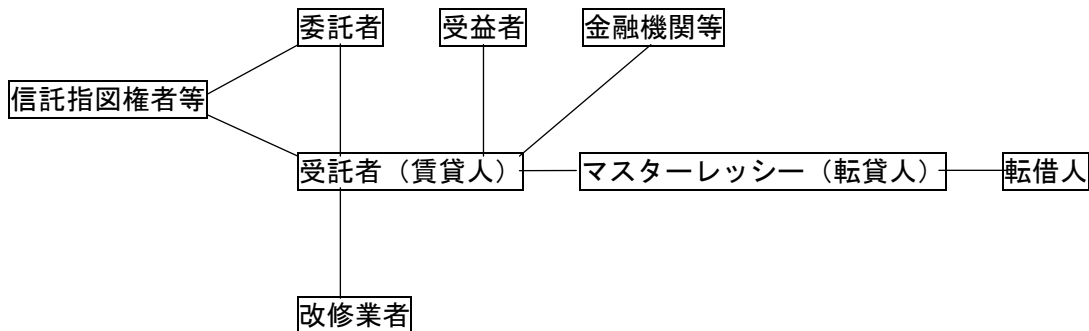 委託者
受益者
金融機関等
信託指図権者等
受託者（賃貸人）
マスターレッシー（転貸人）
転借人
改修業者